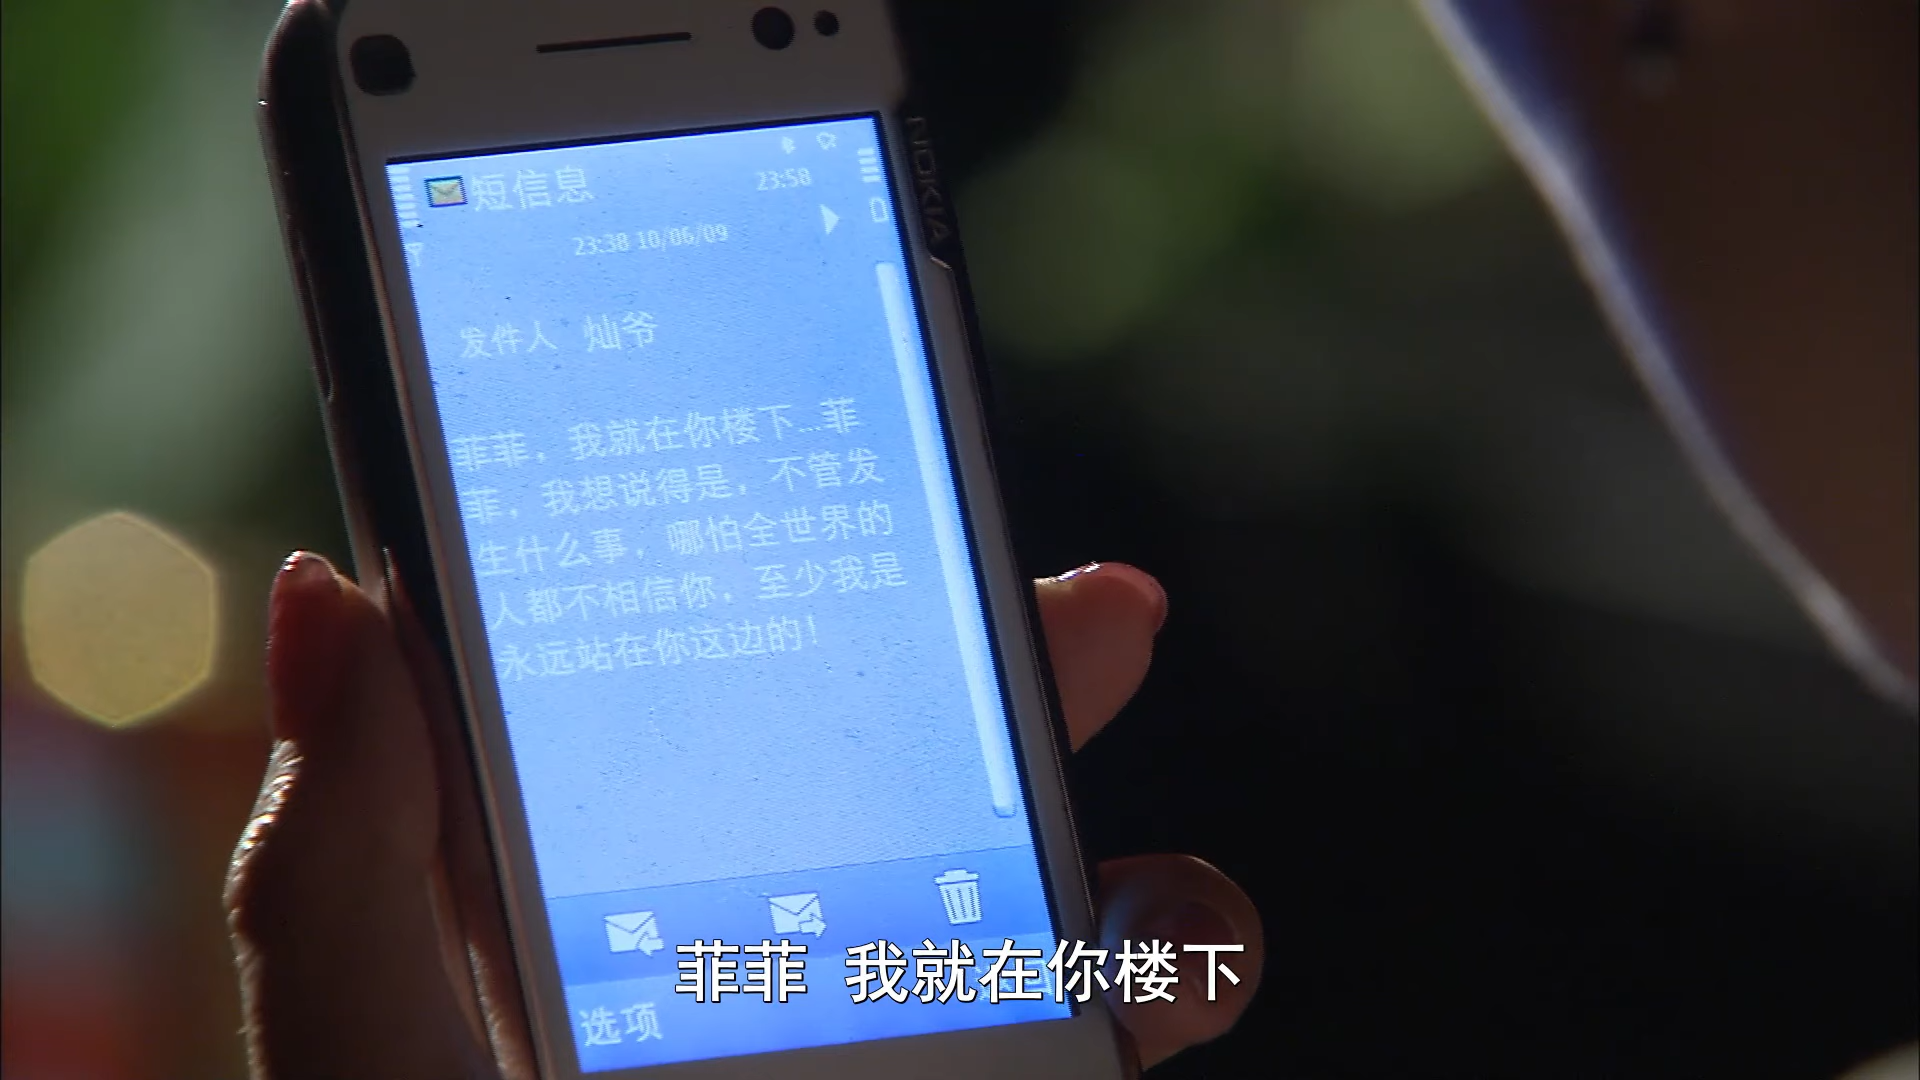 NOKIA
短信息
23:58
23:38 10/06/09
发件人 灿爷
菲菲，我就在你楼下...菲
菲，我想说得是，不管发
生什么事，哪怕全世界的
人都不相信你，至少我是
永远站在你这边的！
菲菲 我就在你楼下
选项